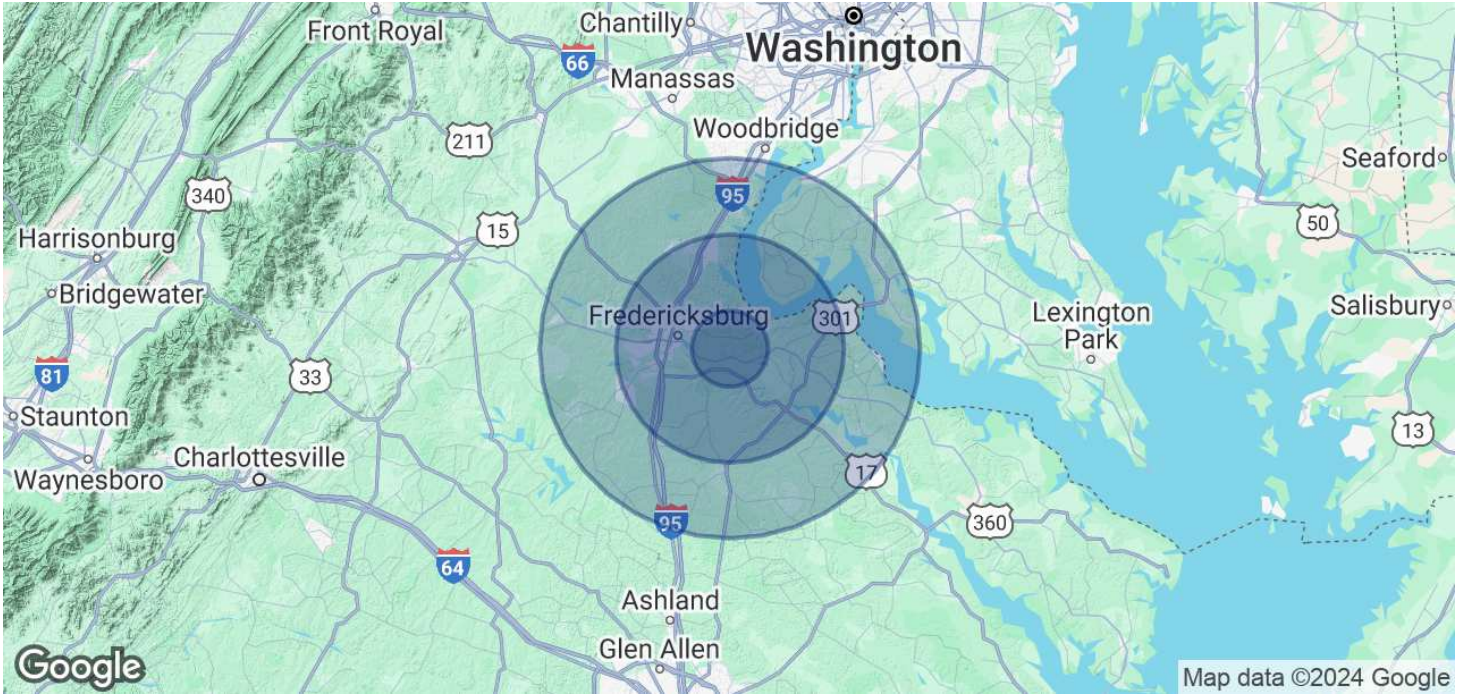 Front Royal
Chantilly
Washington
66
Manassas
211
Woodbridge
Seaford
340
95
50
15
Harrisonburg
Bridgewater
Salisbury
Fredericksburg
301
Lexington
Park
81
33
Staunton
13
Charlottesville
Waynesboro
17
95
360
64
Ashland
Glen Allen
Google
Map data ©2024 Google